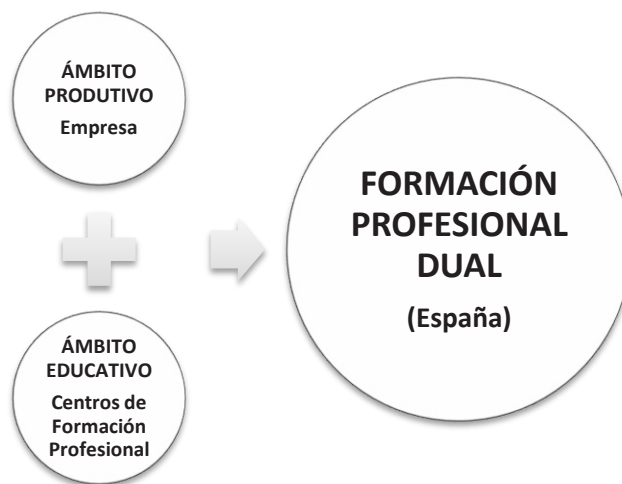 ÁMBITO
PRODUTIVO
Empresa
ÁMBITO
EDUCATIVO
Centros de
Formación
Profesional
FORMACIÓN
PROFESIONAL
DUAL
(España)